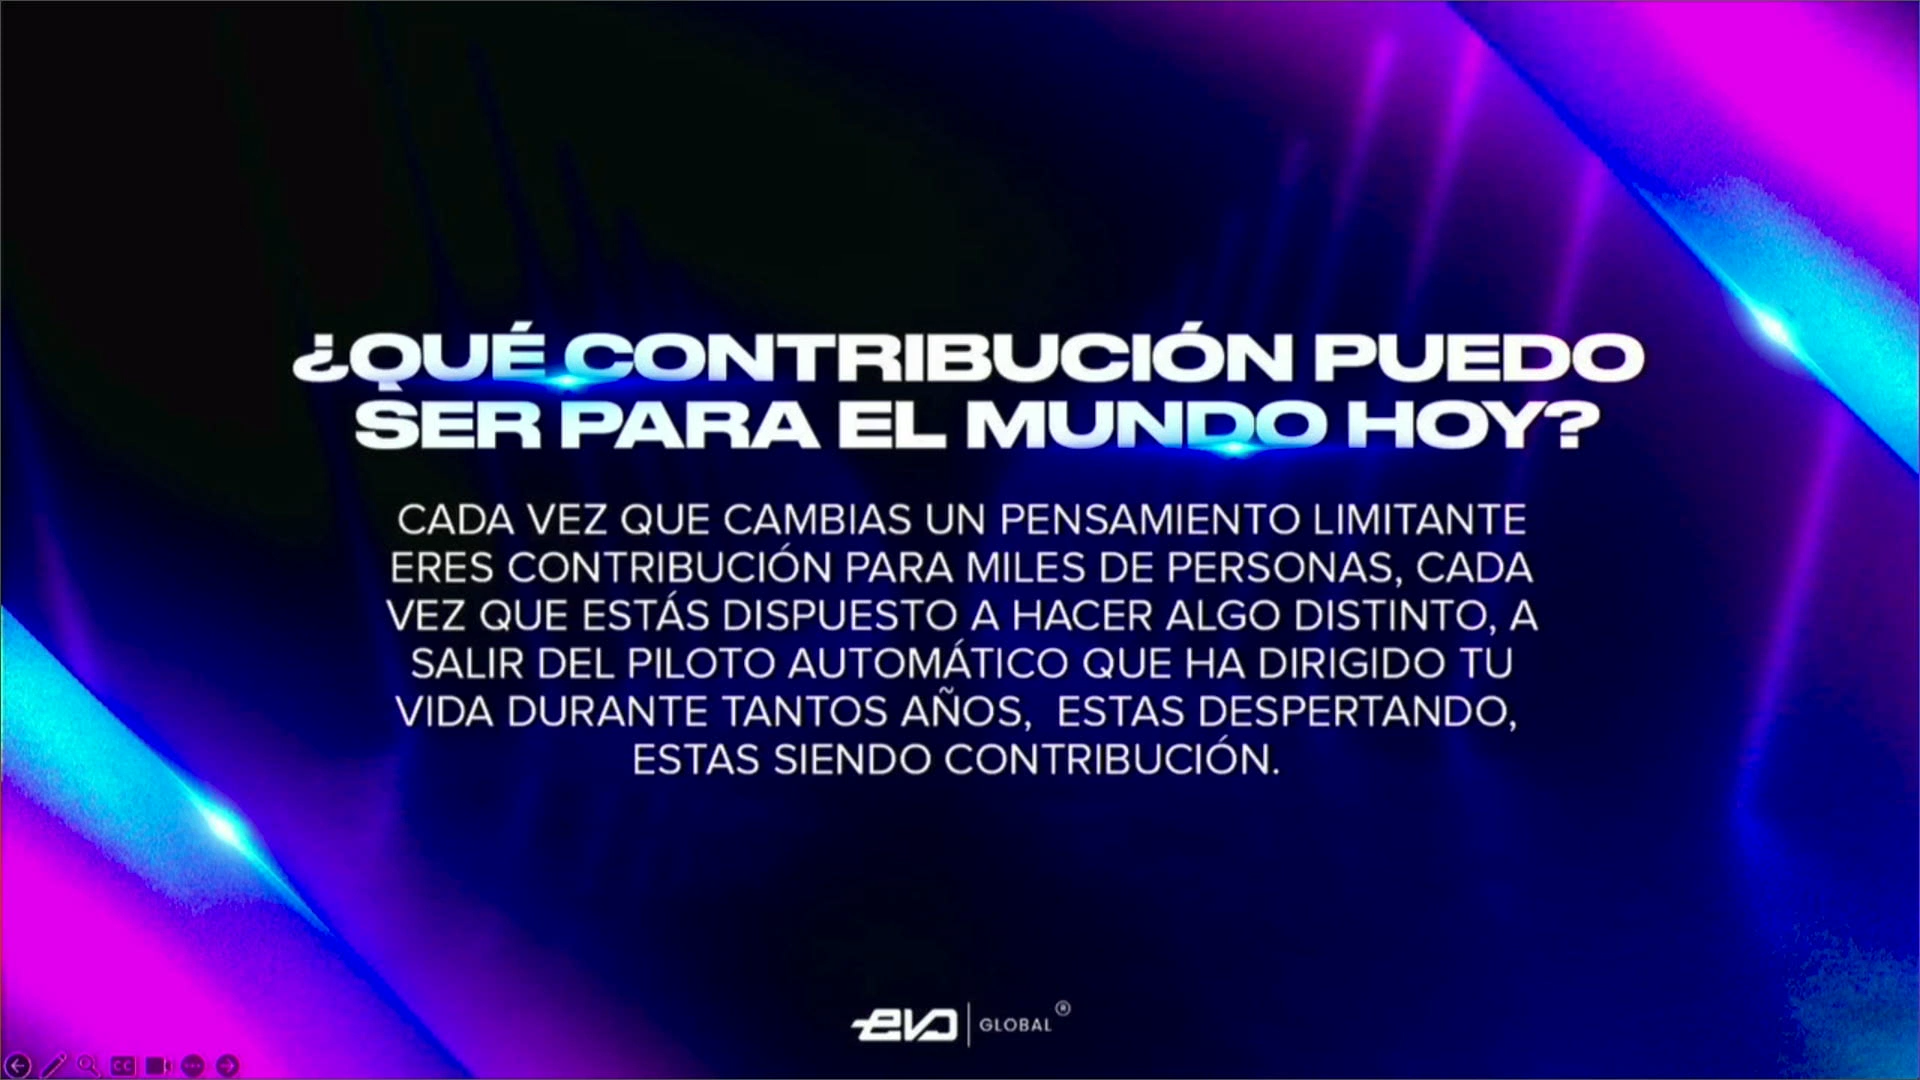 ¿QUÉ CONTRIBUCIÓN PUEDO
SER PARA EL MUNDO HOY?
CADA VEZ QUE CAMBIAS UN PENSAMIENTO LIMITANTE
ERES CONTRIBUCIÓN PARA MILES DE PERSONAS, CADA
VEZ QUE ESTÁS DISPUESTO A HACER ALGO DISTINTO, A
SALIR DEL PILOTO AUTOMÁTICO QUE HA DIRIGIDO TU
VIDA DURANTE TANTOS AÑOS,  ESTAS DESPERTANDO,
ESTAS SIENDO CONTRIBUCIÓN.
evo GLOBAL ®
CC